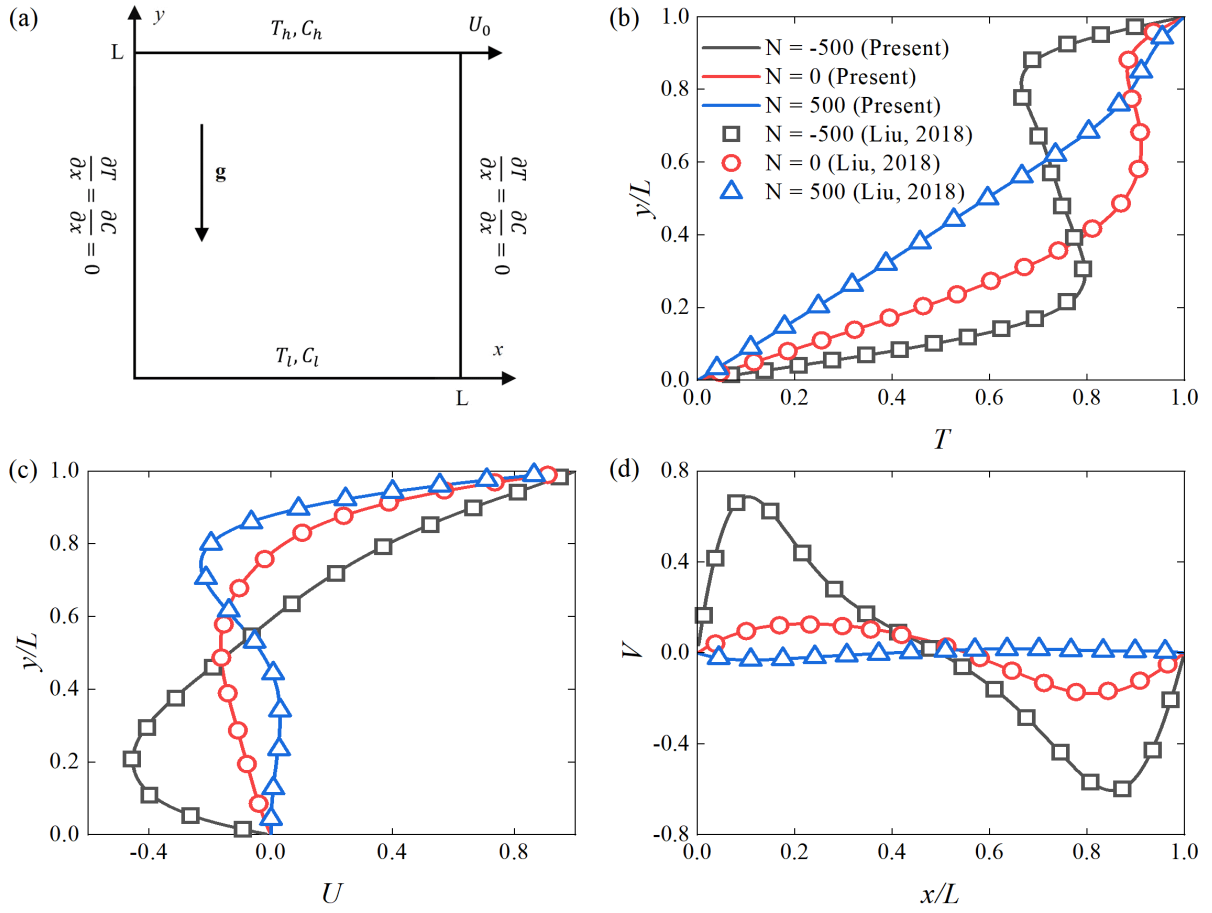 (a)
y
T_h, C_h
U_0
L
g
∂C/∂x = ∂T/∂x = 0
∂T/∂x = ∂C/∂x = 0
T_l, C_l
x
L
(b)
1.0
0.8
0.6
0.4
0.2
0.0
y/L
N = -500 (Present)
N = 0 (Present)
N = 500 (Present)
N = -500 (Liu, 2018)
N = 0 (Liu, 2018)
N = 500 (Liu, 2018)
0.0 0.2 0.4 0.6 0.8 1.0
T
(c)
1.0
0.8
0.6
0.4
0.2
0.0
y/L
-0.4 0.0 0.4 0.8
U
(d)
0.8
0.4
0.0
-0.4
-0.8
V
0.0 0.2 0.4 0.6 0.8 1.0
x/L